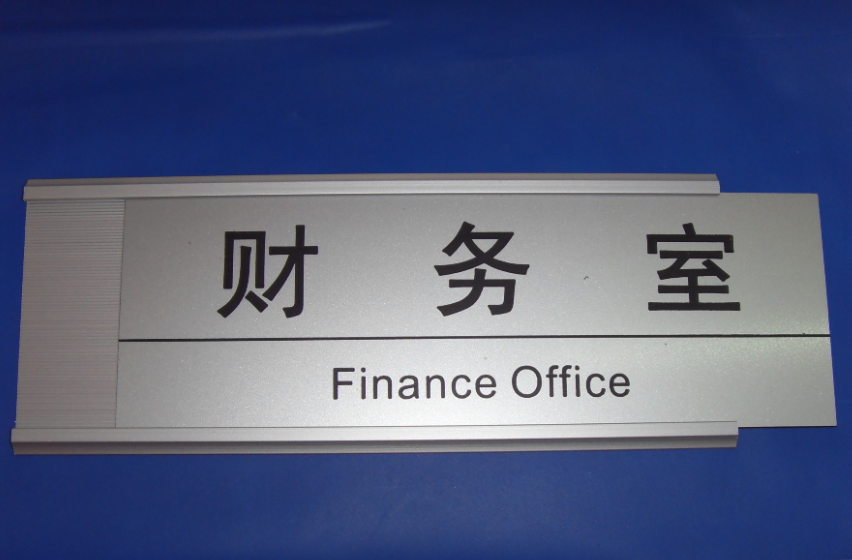 财务室
Finance Office